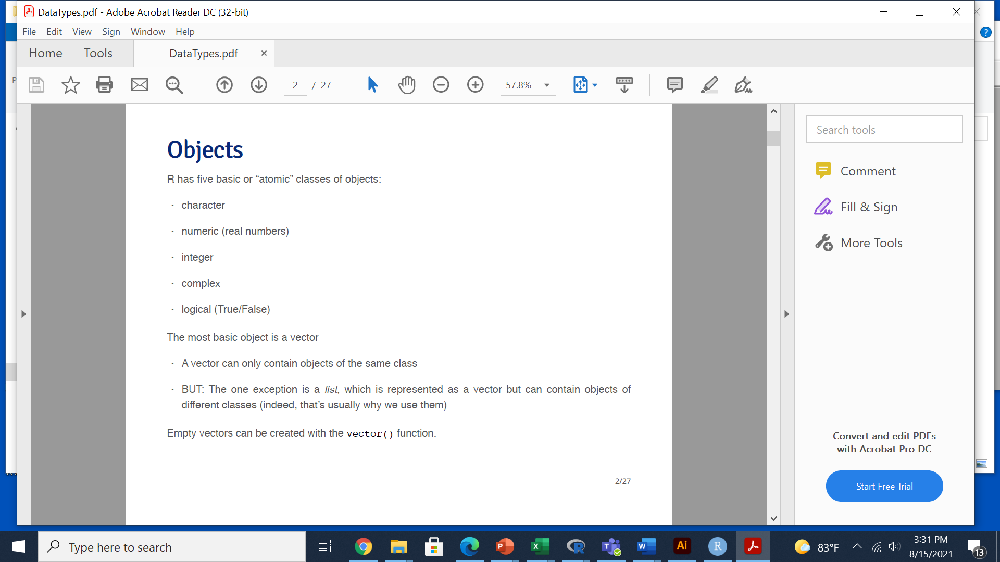 DataTypes.pdf - Adobe Acrobat Reader DC (32-bit)
File Edit View Sign Window Help
?
Home Tools DataTypes.pdf
2 / 27 57.8%
Objects
Search tools
R has five basic or “atomic” classes of objects:
Comment
· character
Fill & Sign
· numeric (real numbers)
More Tools
· integer
· complex
· logical (True/False)
The most basic object is a vector
· A vector can only contain objects of the same class
· BUT: The one exception is a list, which is represented as a vector but can contain objects of
different classes (indeed, that’s usually why we use them)
Empty vectors can be created with the vector() function.
2/27
Convert and edit PDFs
with Acrobat Pro DC
Start Free Trial
Type here to search
P
X
R
T
W
Ai
R
83°F
3:31 PM
8/15/2021
13